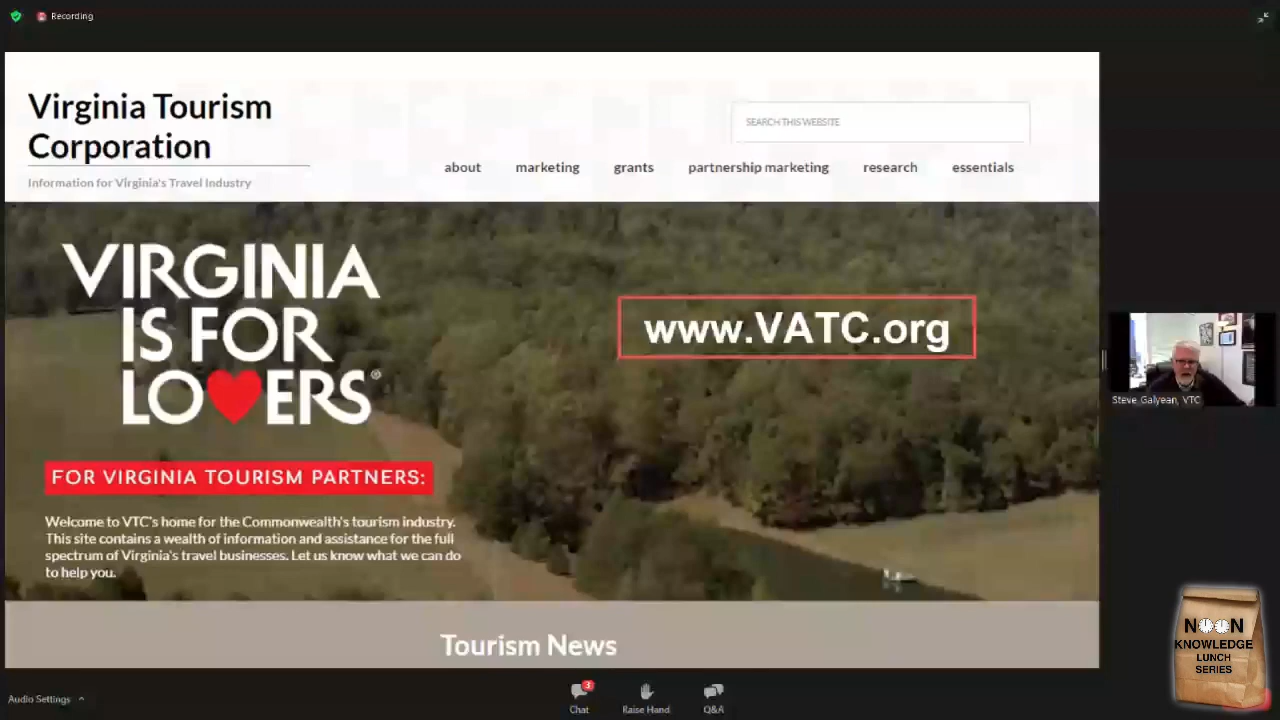 Recording
Virginia Tourism
Corporation
Information for Virginia's Travel Industry
SEARCH THIS WEBSITE
about marketing grants partnership marketing research essentials
VIRGINIA
IS FOR
LO♥ERS®
www.VATC.org
FOR VIRGINIA TOURISM PARTNERS:
Welcome to VTC's home for the Commonwealth's tourism industry.
This site contains a wealth of information and assistance for the full
spectrum of Virginia's travel businesses. Let us know what we can do
to help you.
Tourism News
Steve Galyean, VTC
NOON
KNOWLEDGE
LUNCH
SERIES
Audio Settings
3
Chat Raise Hand Q&A